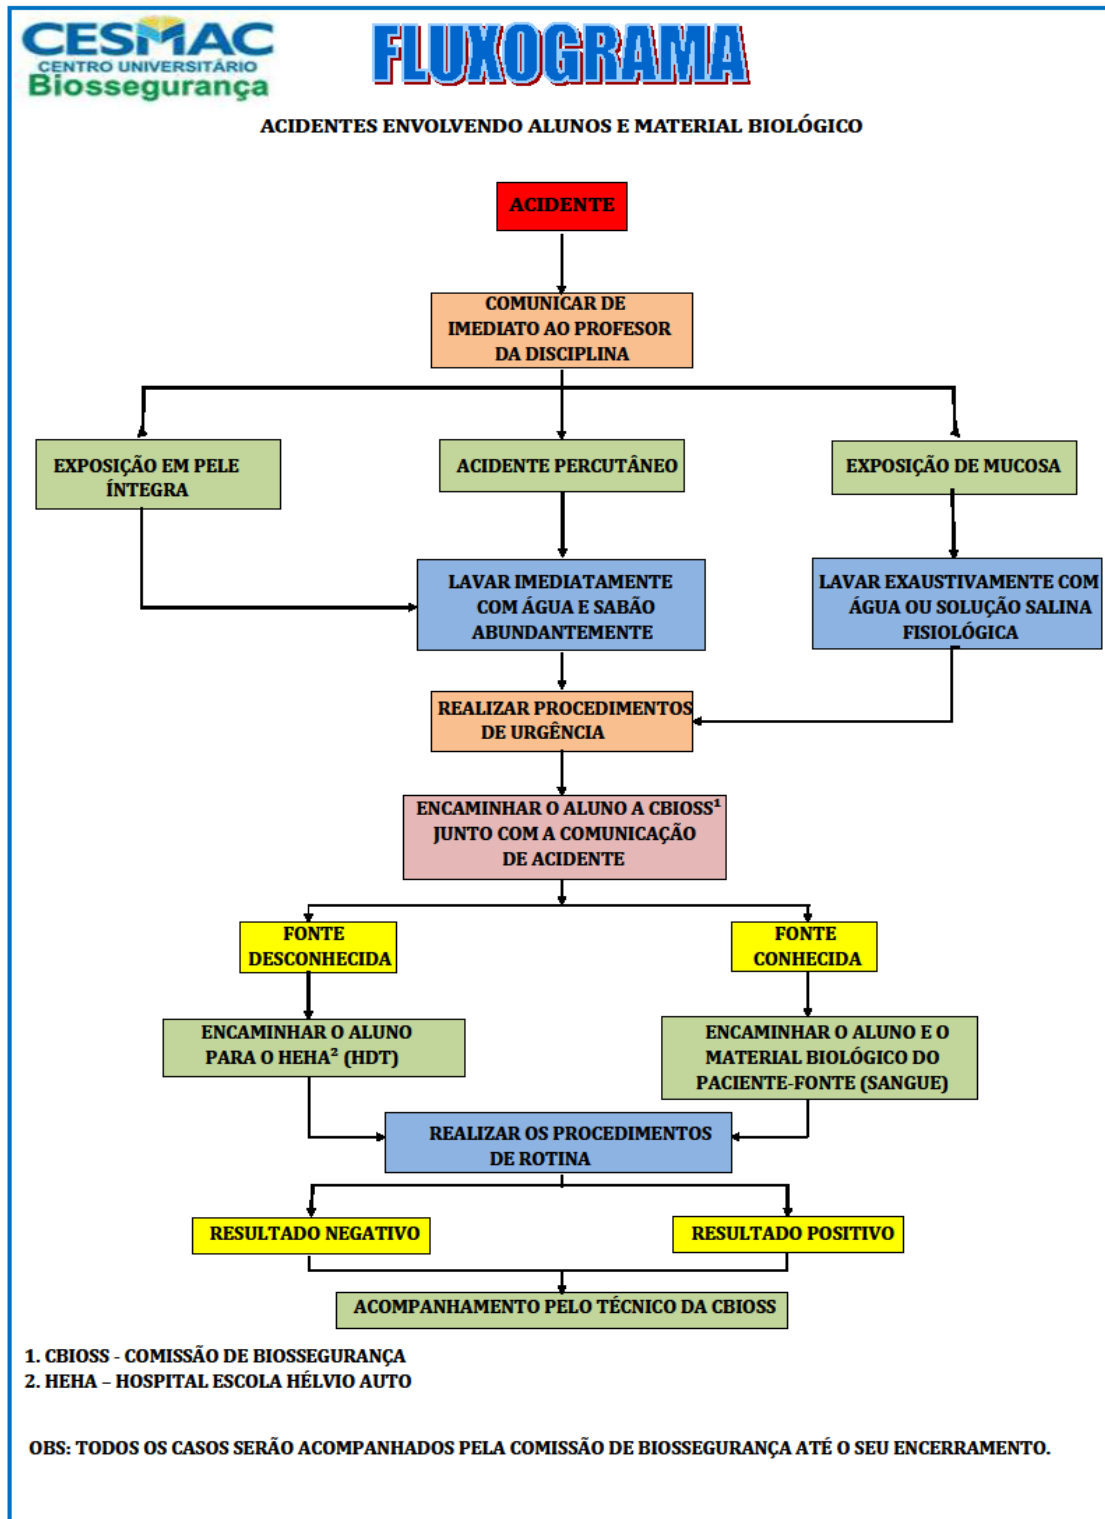 CESMAC
CENTRO UNIVERSITÁRIO
Biossegurança
FLUXOGRAMA
ACIDENTES ENVOLVENDO ALUNOS E MATERIAL BIOLÓGICO
ACIDENTE
COMUNICAR DE
IMEDIATO AO PROFESOR
DA DISCIPLINA
EXPOSIÇÃO EM PELE
ÍNTEGRA
ACIDENTE PERCUTÂNEO
EXPOSIÇÃO DE MUCOSA
LAVAR IMEDIATAMENTE
COM ÁGUA E SABÃO
ABUNDANTEMENTE
LAVAR EXAUSTIVAMENTE COM
ÁGUA OU SOLUÇÃO SALINA
FISIOLÓGICA
REALIZAR PROCEDIMENTOS
DE URGÊNCIA
ENCAMINHAR O ALUNO A CBIOSS¹
JUNTO COM A COMUNICAÇÃO
DE ACIDENTE
FONTE
DESCONHECIDA
FONTE
CONHECIDA
ENCAMINHAR O ALUNO
PARA O HEHA² (HDT)
ENCAMINHAR O ALUNO E O
MATERIAL BIOLÓGICO DO
PACIENTE-FONTE (SANGUE)
REALIZAR OS PROCEDIMENTOS
DE ROTINA
RESULTADO NEGATIVO
RESULTADO POSITIVO
ACOMPANHAMENTO PELO TÉCNICO DA CBIOSS
1. CBIOSS - COMISSÃO DE BIOSSEGURANÇA
2. HEHA – HOSPITAL ESCOLA HÉLVIO AUTO
OBS: TODOS OS CASOS SERÃO ACOMPANHADOS PELA COMISSÃO DE BIOSSEGURANÇA ATÉ O SEU ENCERRAMENTO.